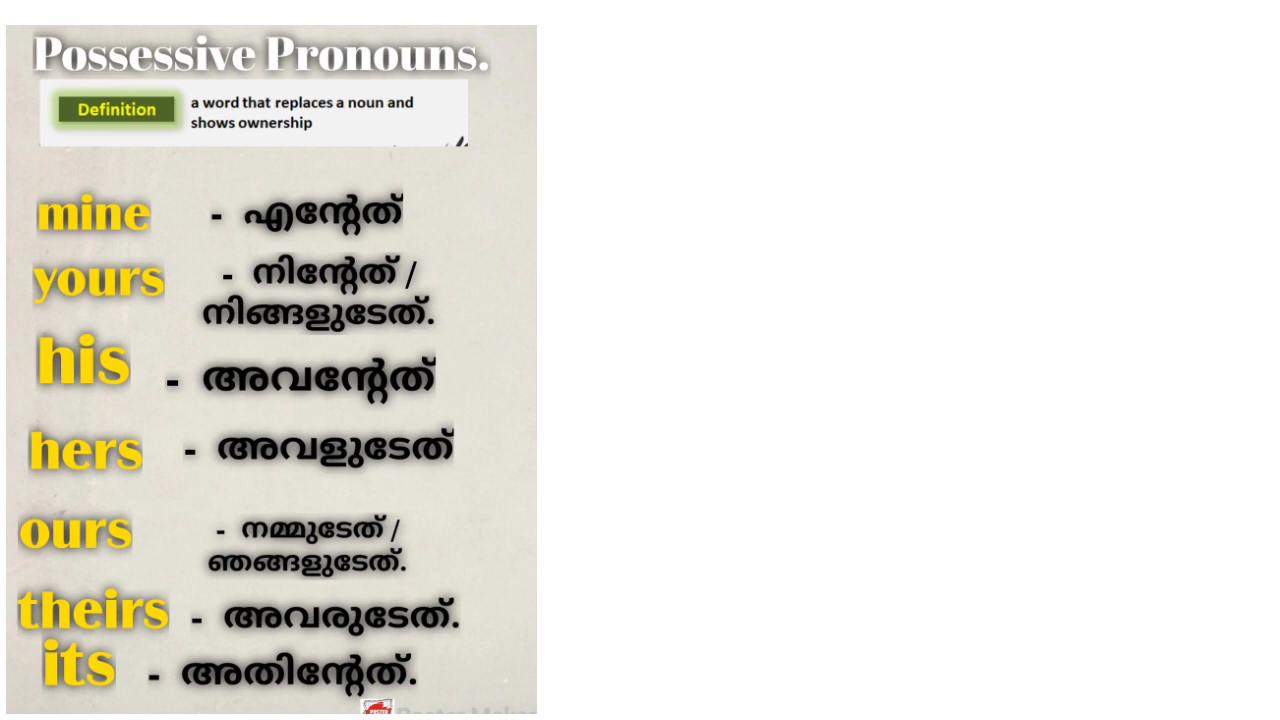 Possessive Pronouns.
Definition a word that replaces a noun and
shows ownership
mine - എന്റേത്
yours - നിന്റേത് /
നിങ്ങളുടേത്.
his - അവന്റേത്
hers - അവളുടേത്
ours - നമ്മുടേത് /
ഞങ്ങളുടേത്.
theirs - അവരുടേത്.
its - അതിന്റേത്.